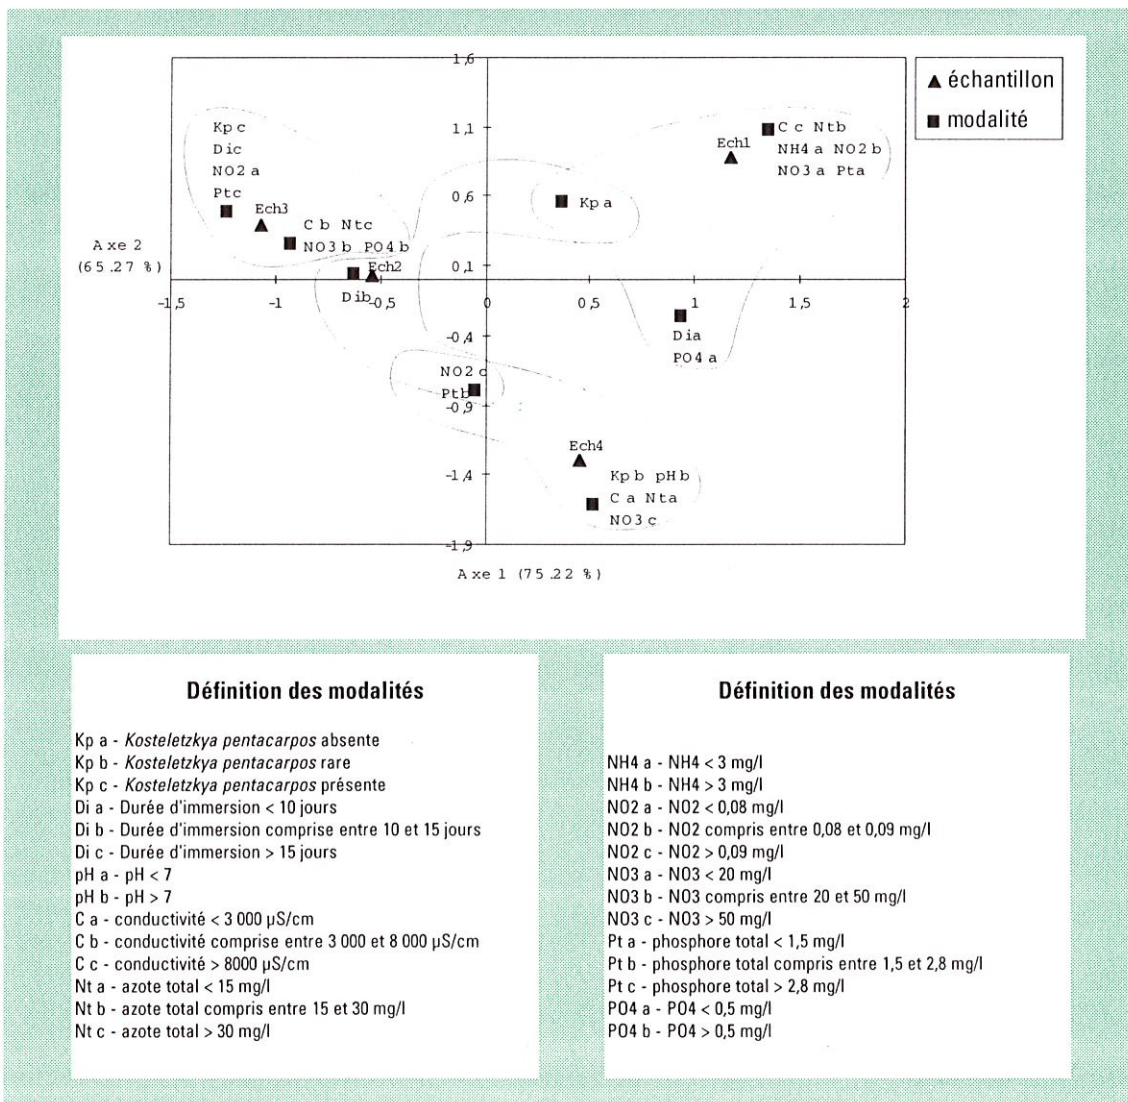 1,6
échantillon
modalité
Kp c
Di c
NO2 a
Pt c
1,1
C c Nt b
NH4 a NO2 b
NO3 a Pt a
Ech1
0,6
Kp a
Ech3
C b Nt c
NO3 b PO4 b
Axe 2
(65.27 %)
0,1
Ech2
Di b
-1,5
-1
-0,5
0
0,5
1
1,5
2
-0,4
Di a
PO4 a
NO2 c
Pt b
-0,9
Ech4
-1,4
Kp b pH b
C a Nt a
NO3 c
-1,9
Axe 1 (75.22 %)
Définition des modalités
Kp a - Kosteletzkya pentacarpos absente
Kp b - Kosteletzkya pentacarpos rare
Kp c - Kosteletzkya pentacarpos présente
Di a - Durée d'immersion < 10 jours
Di b - Durée d'immersion comprise entre 10 et 15 jours
Di c - Durée d'immersion > 15 jours
pH a - pH < 7
pH b - pH > 7
C a - conductivité < 3 000 µS/cm
C b - conductivité comprise entre 3 000 et 8 000 µS/cm
C c - conductivité > 8000 µS/cm
Nt a - azote total < 15 mg/l
Nt b - azote total compris entre 15 et 30 mg/l
Nt c - azote total > 30 mg/l
Définition des modalités
NH4 a - NH4 < 3 mg/l
NH4 b - NH4 > 3 mg/l
NO2 a - NO2 < 0,08 mg/l
NO2 b - NO2 compris entre 0,08 et 0,09 mg/l
NO2 c - NO2 > 0,09 mg/l
NO3 a - NO3 < 20 mg/l
NO3 b - NO3 compris entre 20 et 50 mg/l
NO3 c - NO3 > 50 mg/l
Pt a - phosphore total < 1,5 mg/l
Pt b - phosphore total compris entre 1,5 et 2,8 mg/l
Pt c - phosphore total > 2,8 mg/l
PO4 a - PO4 < 0,5 mg/l
PO4 b - PO4 > 0,5 mg/l